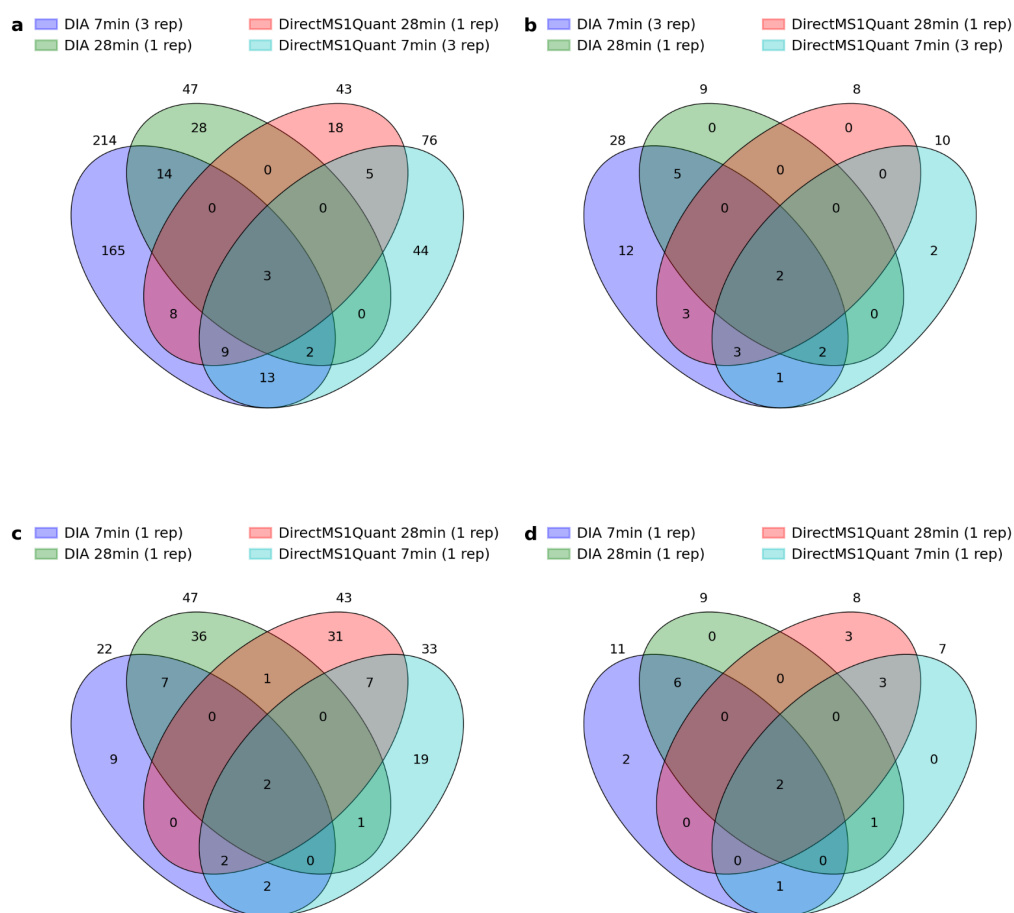 a
DIA 7min (3 rep) DirectMS1Quant 28min (1 rep)
DIA 28min (1 rep) DirectMS1Quant 7min (3 rep)
47 43
28 18
214 76
14 0 5
0 0
165 44
3
8 0
9 2
13
b
DIA 7min (3 rep) DirectMS1Quant 28min (1 rep)
DIA 28min (1 rep) DirectMS1Quant 7min (3 rep)
9 8
0 0
28 10
5 0 0
0 0
12 2
2
3 0
3 2
1
c
DIA 7min (1 rep) DirectMS1Quant 28min (1 rep)
DIA 28min (1 rep) DirectMS1Quant 7min (1 rep)
47 43
36 31
22 33
7 1 7
0 0
9 19
2
0 1
2 0
2
d
DIA 7min (1 rep) DirectMS1Quant 28min (1 rep)
DIA 28min (1 rep) DirectMS1Quant 7min (1 rep)
9 8
0 3
11 7
6 0 3
0 0
2 0
2
0 1
0 0
1